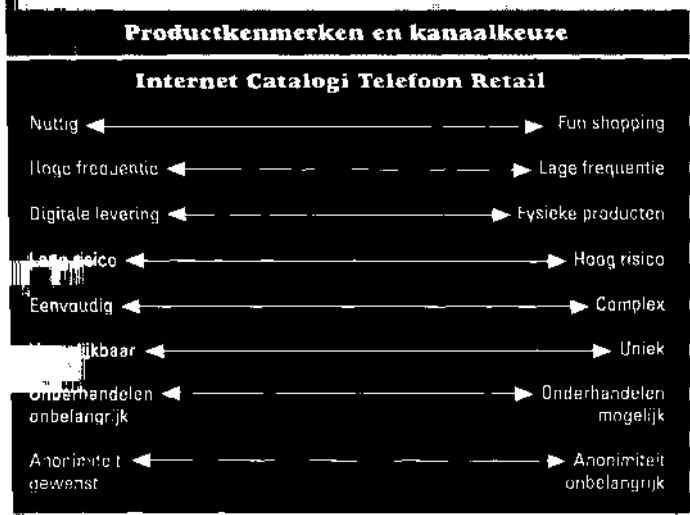 Productkenmerken en kanaalkeuze
Internet Catalogi Telefoon Retail
Nuttig Fun shopping
Hoge frequentie Lage frequentie
Digitale levering Fysieke producten
risico Hoog risico
Eenvoudig Complex
Uniek
Onderhandelen Onderhandelen
onbelangrijk mogelijk
Anonimiteit Anonimiteit
gewenst onbelangrijk